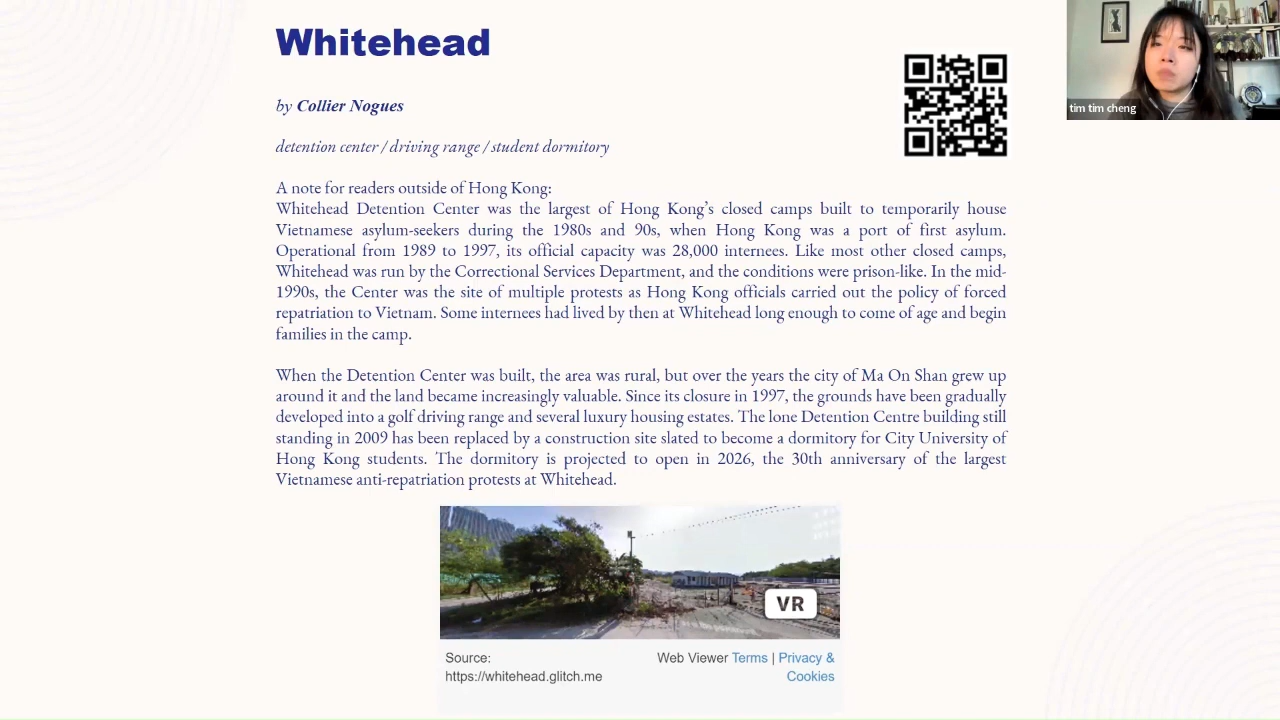 Whitehead
tim tim cheng
by Collier Nogues
detention center / driving range / student dormitory
A note for readers outside of Hong Kong:
Whitehead Detention Center was the largest of Hong Kong’s closed camps built to temporarily house
Vietnamese asylum-seekers during the 1980s and 90s, when Hong Kong was a port of first asylum.
Operational from 1989 to 1997, its official capacity was 28,000 internees. Like most other closed camps,
Whitehead was run by the Correctional Services Department, and the conditions were prison-like. In the mid-
1990s, the Center was the site of multiple protests as Hong Kong officials carried out the policy of forced
repatriation to Vietnam. Some internees had lived by then at Whitehead long enough to come of age and begin
families in the camp.
When the Detention Center was built, the area was rural, but over the years the city of Ma On Shan grew up
around it and the land became increasingly valuable. Since its closure in 1997, the grounds have been gradually
developed into a golf driving range and several luxury housing estates. The lone Detention Centre building still
standing in 2009 has been replaced by a construction site slated to become a dormitory for City University of
Hong Kong students. The dormitory is projected to open in 2026, the 30th anniversary of the largest
Vietnamese anti-repatriation protests at Whitehead.
VR
Source:
https://whitehead.glitch.me
Web Viewer Terms | Privacy &
Cookies